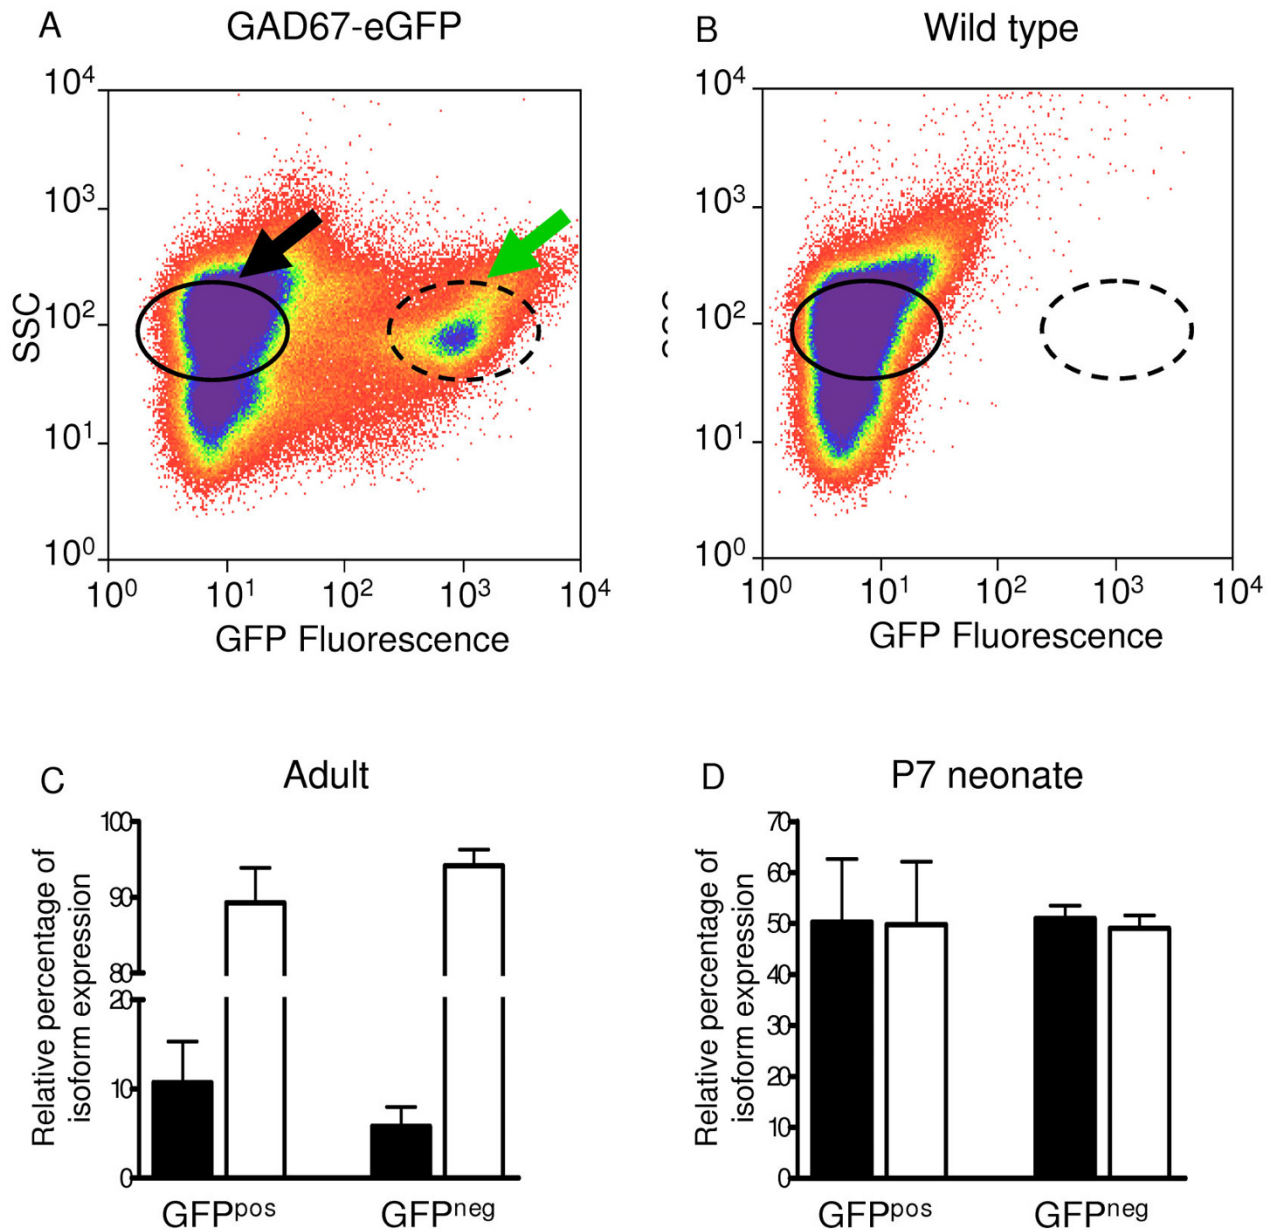 A GAD67-eGFP
B Wild type
10⁴
10³
10²
10¹
10⁰
SSC
10⁰ 10¹ 10² 10³ 10⁴
GFP Fluorescence
10⁴
10³
10²
10¹
10⁰
10⁰ 10¹ 10² 10³ 10⁴
GFP Fluorescence
C Adult
Relative percentage of
isoform expression
100
90
80
20
10
0
GFPpos GFPneg
D P7 neonate
Relative percentage of
isoform expression
70
60
50
40
30
20
10
0
GFPpos GFPneg